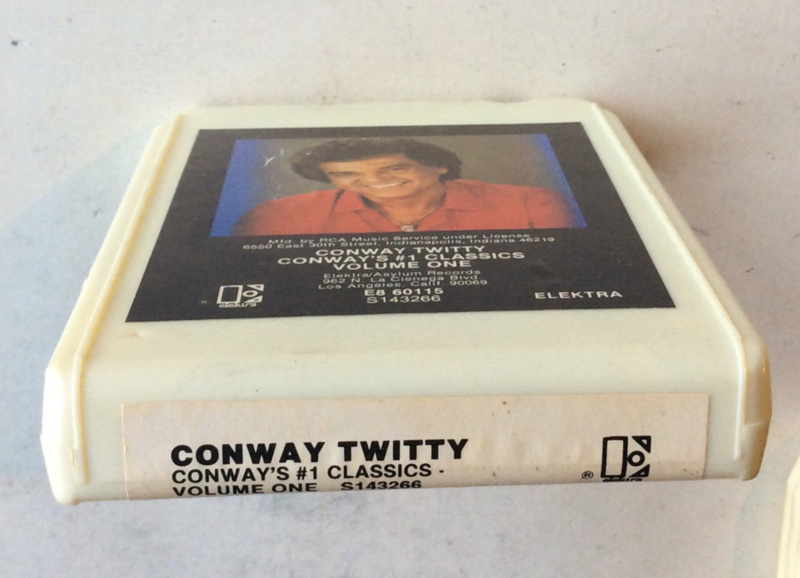 Mfd. by RCA Music Service under License
6550 East 30th Street, Indianapolis, Indiana 46219
CONWAY TWITTY
CONWAY'S #1 CLASSICS
VOLUME ONE
Elektra/Asylum Records
962 N. La Cienega Blvd.
Los Angeles, Calif. 90069
E8 60115
S143266
elektra
ELEKTRA
CONWAY TWITTY
CONWAY'S #1 CLASSICS -
VOLUME ONE S143266
® elektra